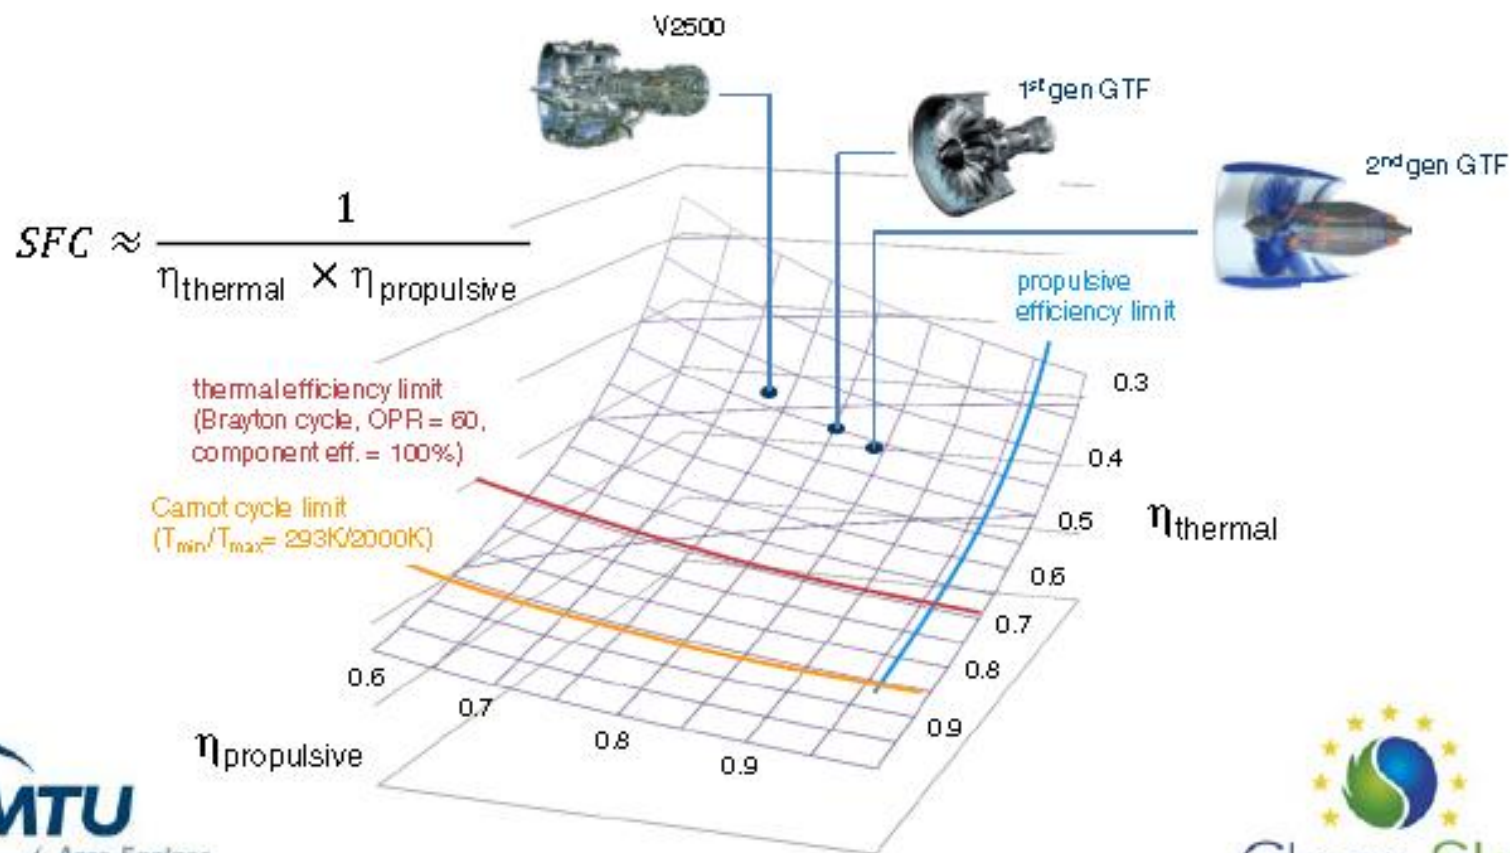 V2500
1st gen GTF
2nd gen GTF
SFC ≈ 1 / (ηthermal × ηpropulsive)
propulsive
efficiency limit
thermal efficiency limit
(Brayton cycle, OPR = 60,
component eff. = 100%)
Carnot cycle limit
(Tmin/Tmax= 293K/2000K)
0.3
0.4
0.5
ηthermal
0.6
0.7
0.8
0.9
0.6
0.7
0.8
0.9
ηpropulsive
MTU